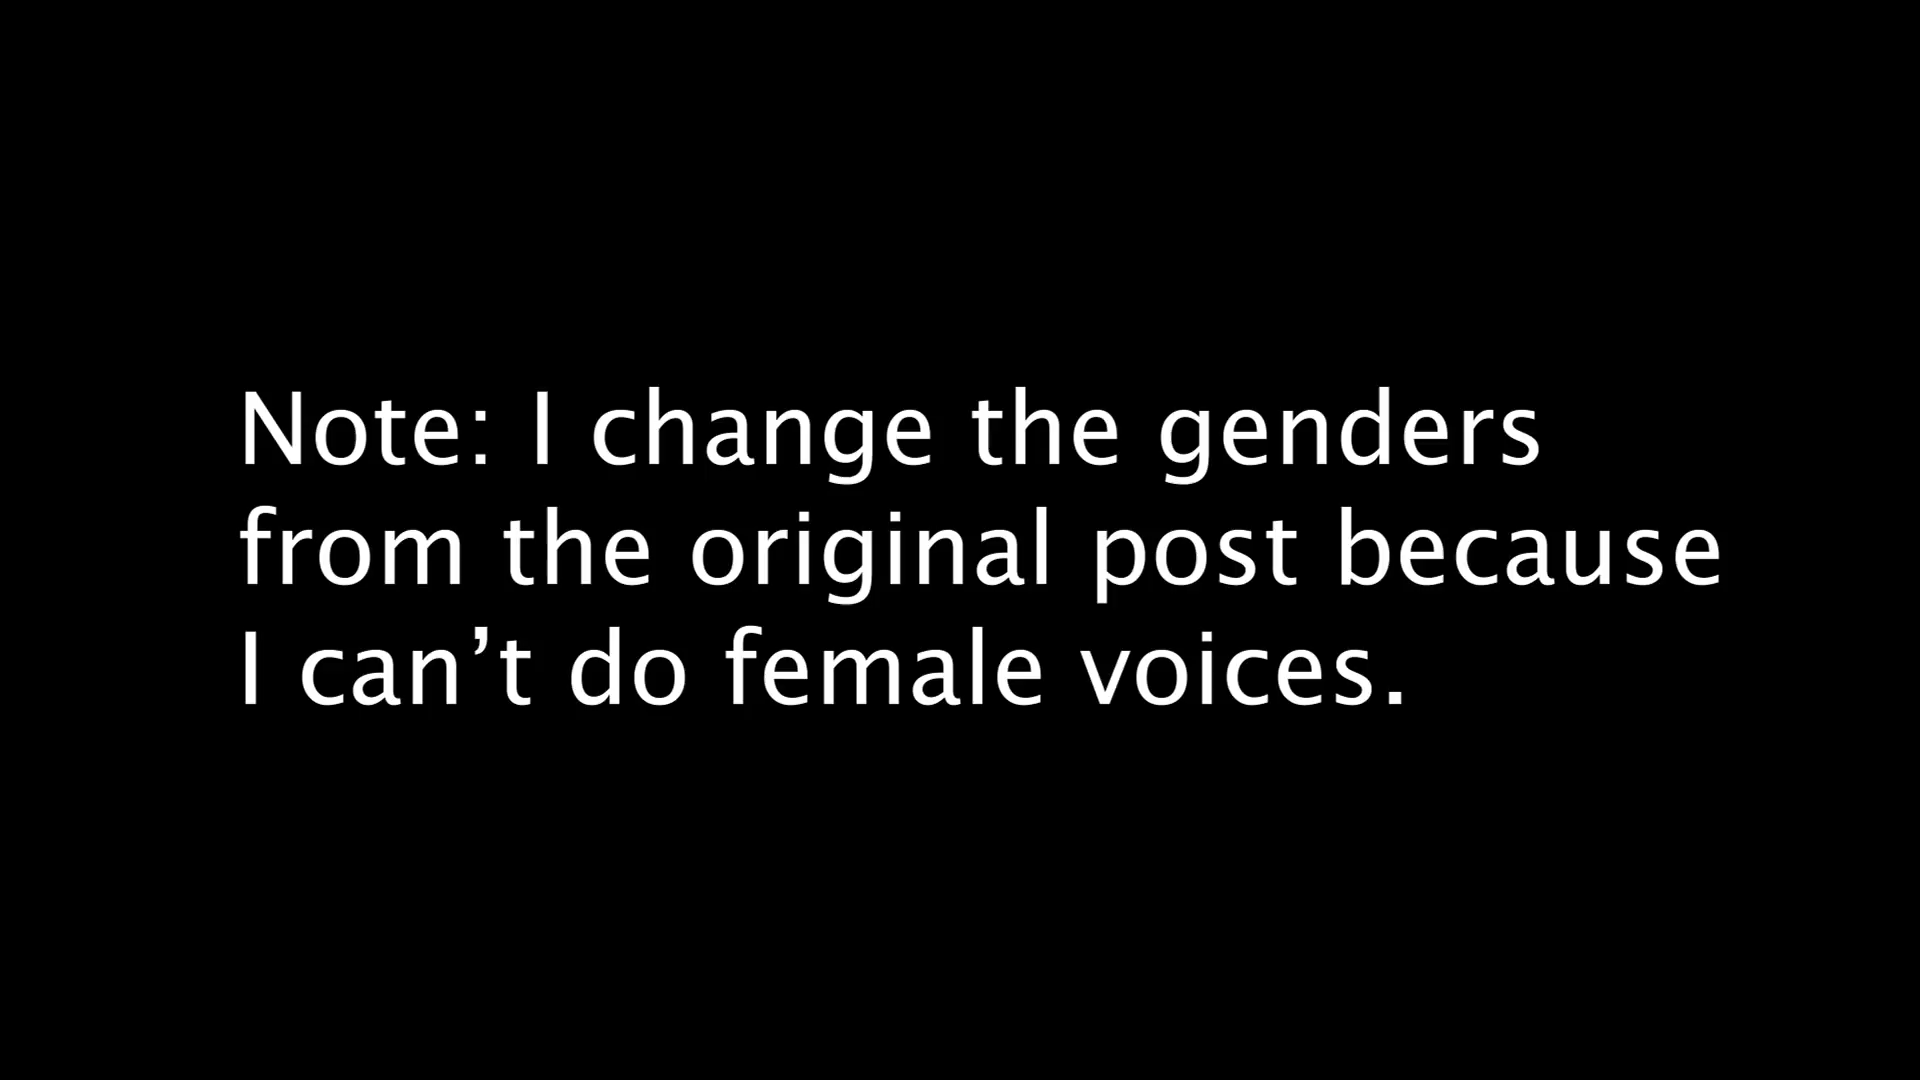 Note: I change the genders
from the original post because
I can’t do female voices.